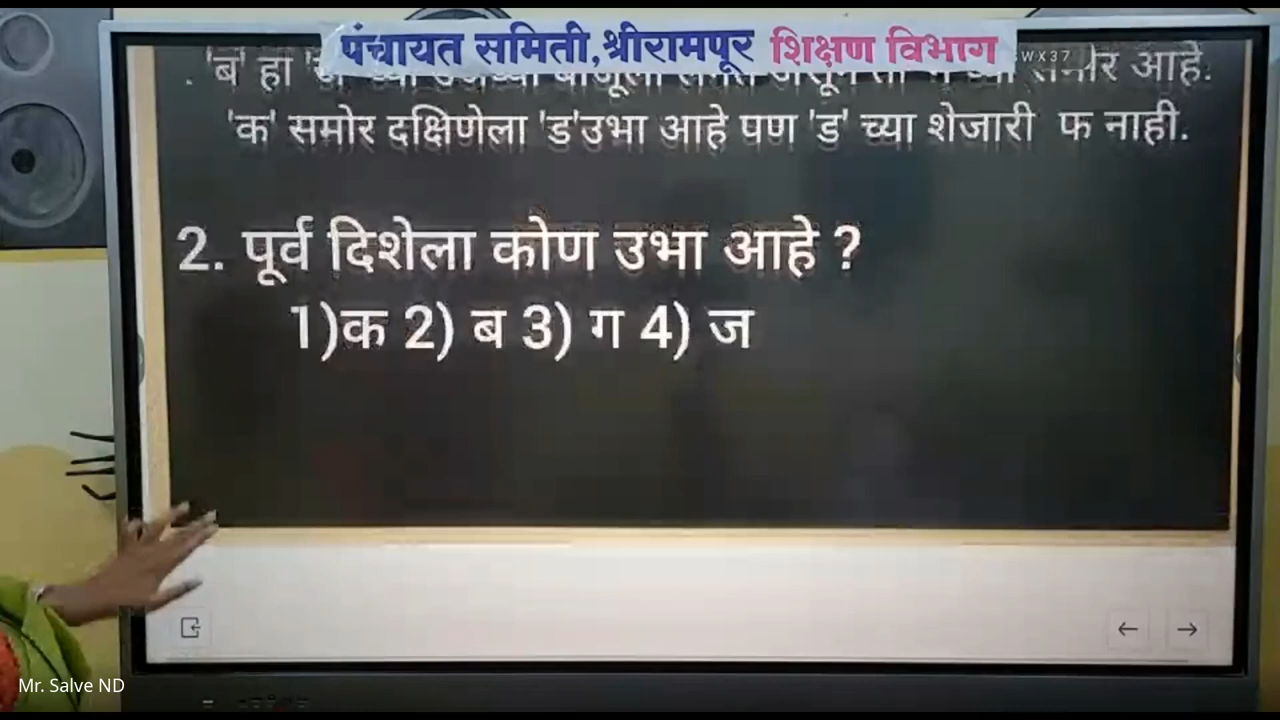 पंचायत समिती,श्रीरामपूर शिक्षण विभाग
'ब' हा आहे.
'क' समोर दक्षिणेला 'ड'उभा आहे पण 'ड' च्या शेजारी फ नाही.
2. पूर्व दिशेला कोण उभा आहे ?
1)क 2) ब 3) ग 4) ज
Mr. Salve ND